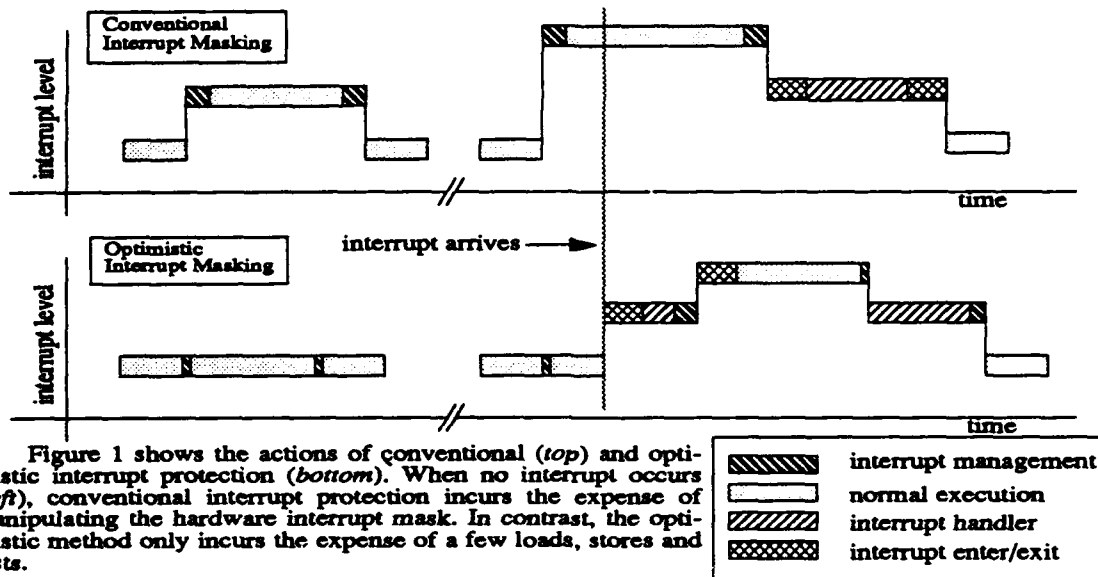 Conventional
Interrupt Masking
interrupt level
time
interrupt arrives
Optimistic
Interrupt Masking
interrupt level
time
Figure 1 shows the actions of conventional (top) and opti-
stic interrupt protection (bottom). When no interrupt occurs
ft), conventional interrupt protection incurs the expense of
anipulating the hardware interrupt mask. In contrast, the opti-
stic method only incurs the expense of a few loads, stores and
sts.
interrupt management
normal execution
interrupt handler
interrupt enter/exit